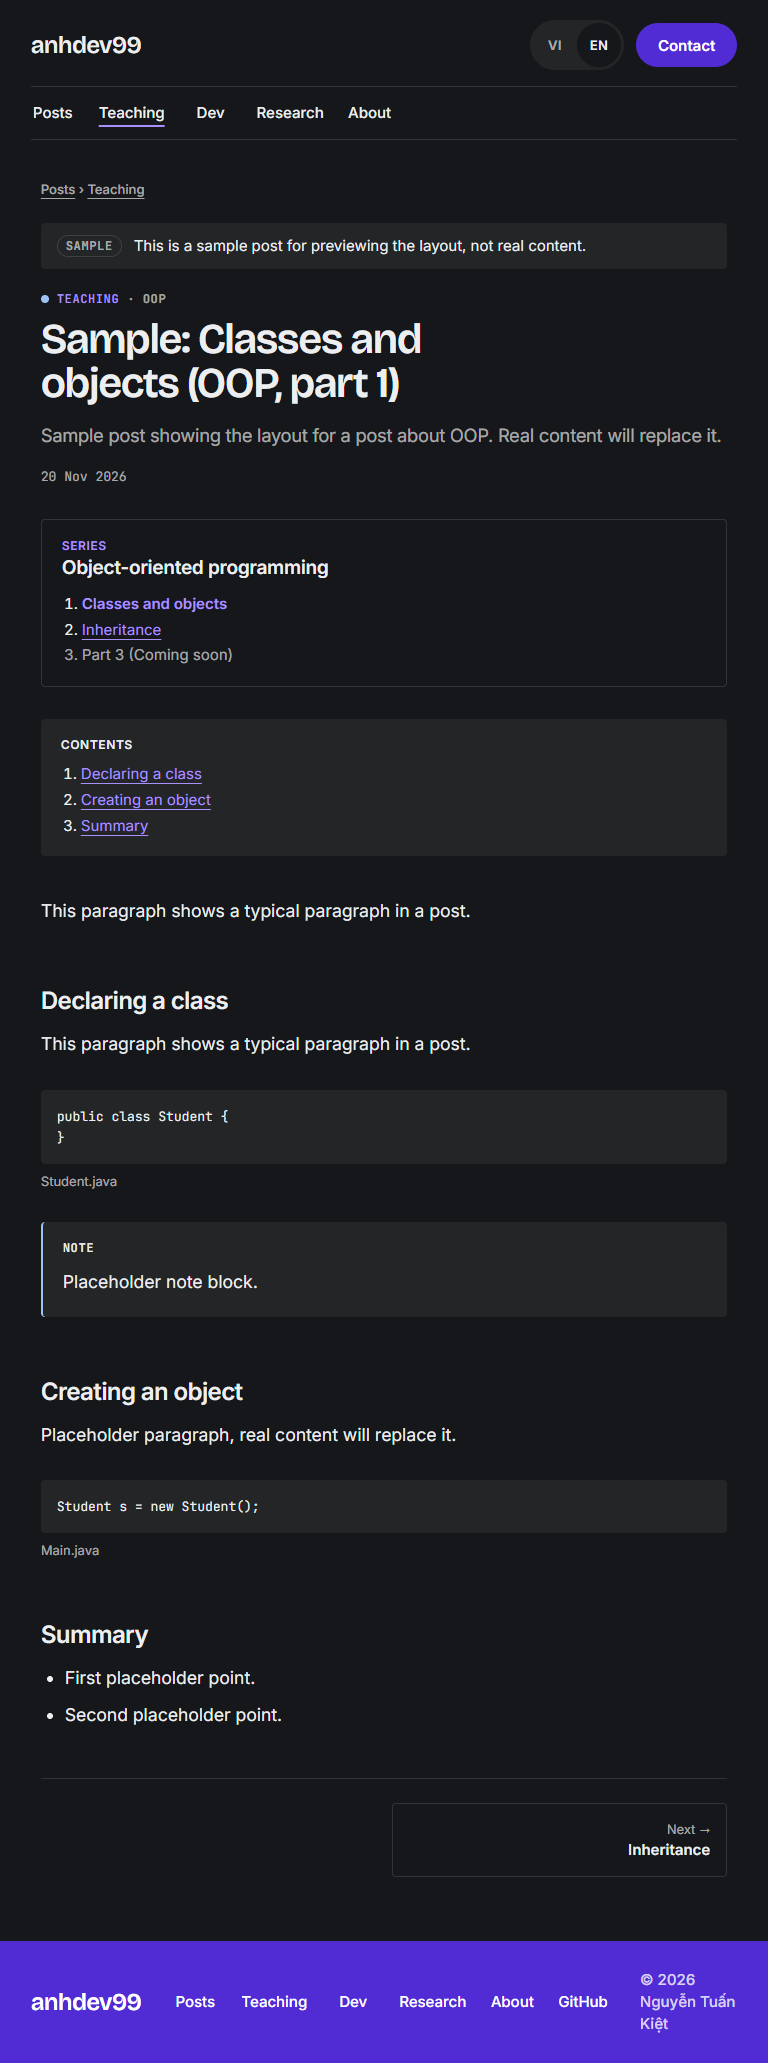 anhdev99
VI EN Contact
Posts Teaching Dev Research About
Posts › Teaching
SAMPLE This is a sample post for previewing the layout, not real content.
TEACHING · OOP
Sample: Classes and
objects (OOP, part 1)
Sample post showing the layout for a post about OOP. Real content will replace it.
20 Nov 2026
SERIES
Object-oriented programming
1. Classes and objects
2. Inheritance
3. Part 3 (Coming soon)
CONTENTS
1. Declaring a class
2. Creating an object
3. Summary
This paragraph shows a typical paragraph in a post.
Declaring a class
This paragraph shows a typical paragraph in a post.
public class Student {
}
Student.java
NOTE
Placeholder note block.
Creating an object
Placeholder paragraph, real content will replace it.
Student s = new Student();
Main.java
Summary
• First placeholder point.
• Second placeholder point.
Next →
Inheritance
anhdev99 Posts Teaching Dev Research About GitHub
© 2026
Nguyễn Tuấn
Kiệt